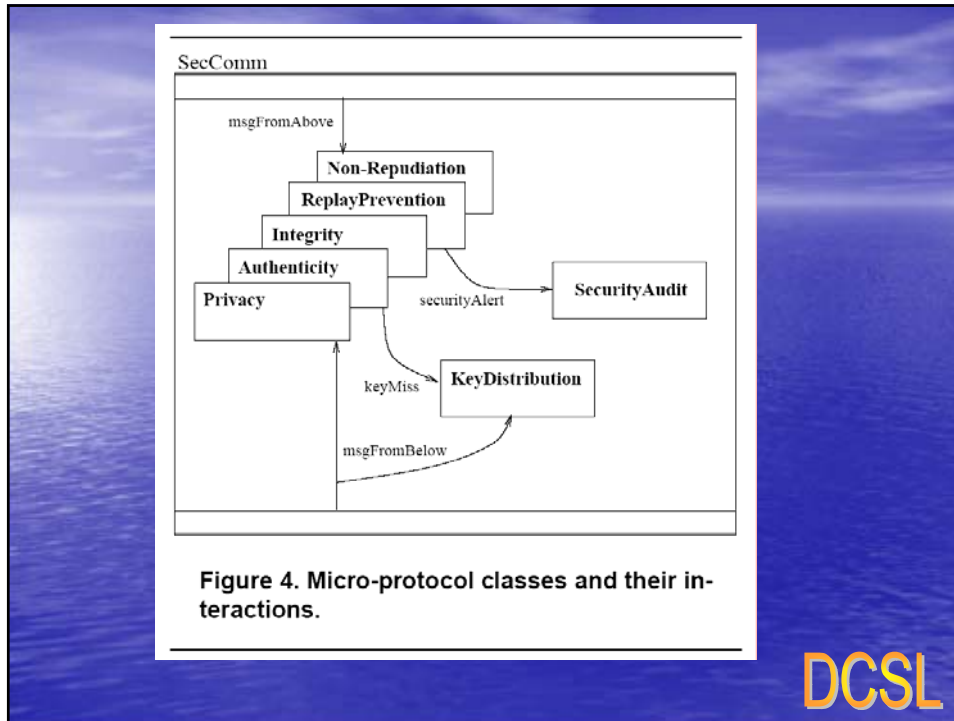 SecComm
msgFromAbove
Non-Repudiation
ReplayPrevention
Integrity
Authenticity
Privacy
securityAlert
SecurityAudit
keyMiss
KeyDistribution
msgFromBelow
Figure 4. Micro-protocol classes and their in-
teractions.
DCSL